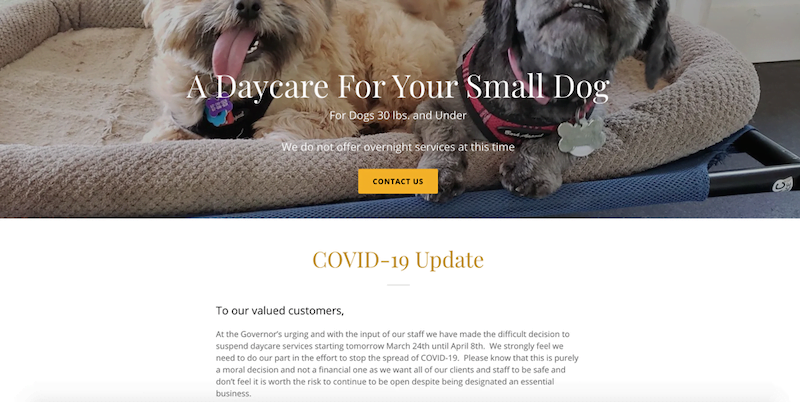 A Daycare For Your Small Dog
For Dogs 30 lbs. and Under
We do not offer overnight services at this time
CONTACT US
COVID-19 Update
To our valued customers,
At the Governor's urging and with the input of our staff we have made the difficult decision to
suspend daycare services starting tomorrow March 24th until April 8th.  We strongly feel we
need to do our part in the effort to stop the spread of COVID-19.  Please know that this is purely
a moral decision and not a financial one as we want all of our clients and staff to be safe and
don't feel it is worth the risk to continue to be open despite being designated an essential
business.